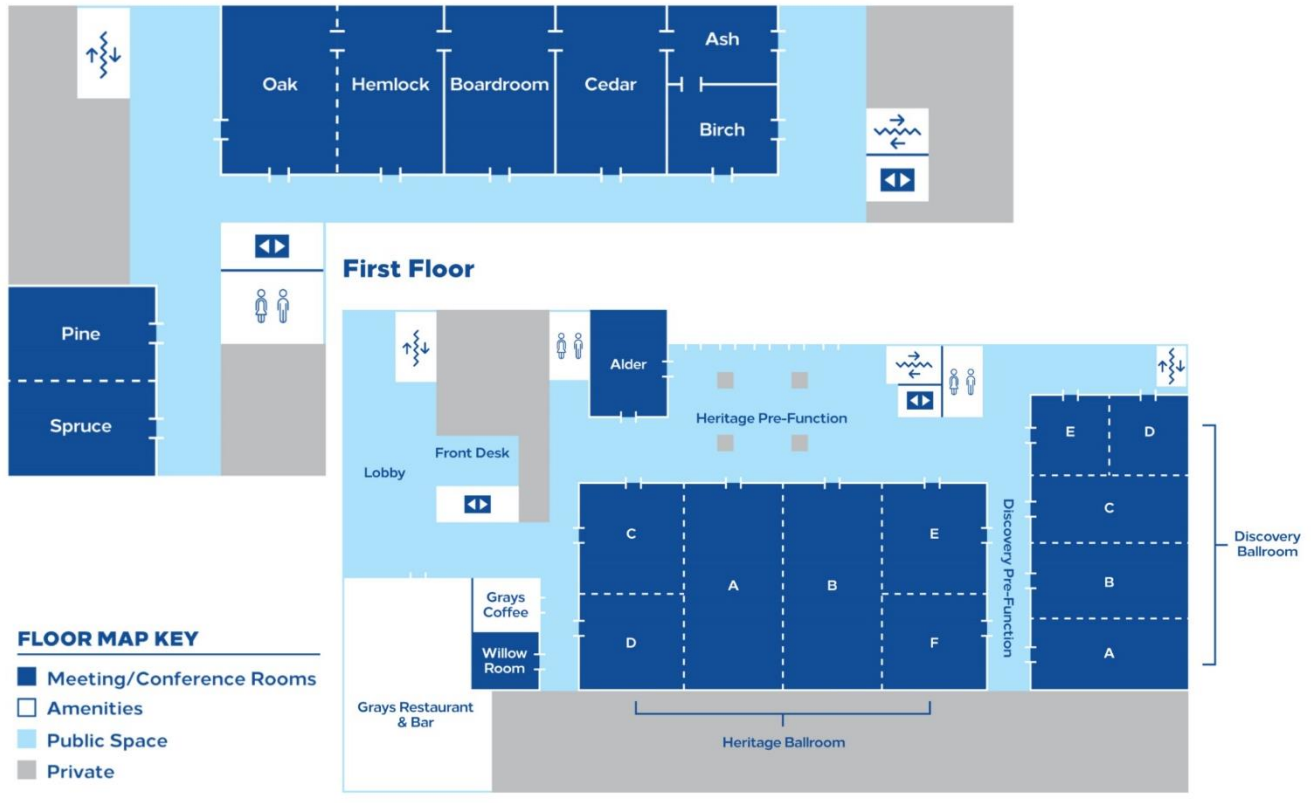 Ash
Oak
Hemlock
Boardroom
Cedar
Birch
First Floor
Pine
Spruce
Alder
Heritage Pre-Function
Front Desk
Lobby
E
D
C
B
A
Discovery
Ballroom
Discovery Pre-Function
C
E
A
B
D
F
Grays
Coffee
Willow
Room
Grays Restaurant
& Bar
Heritage Ballroom
FLOOR MAP KEY
Meeting/Conference Rooms
Amenities
Public Space
Private